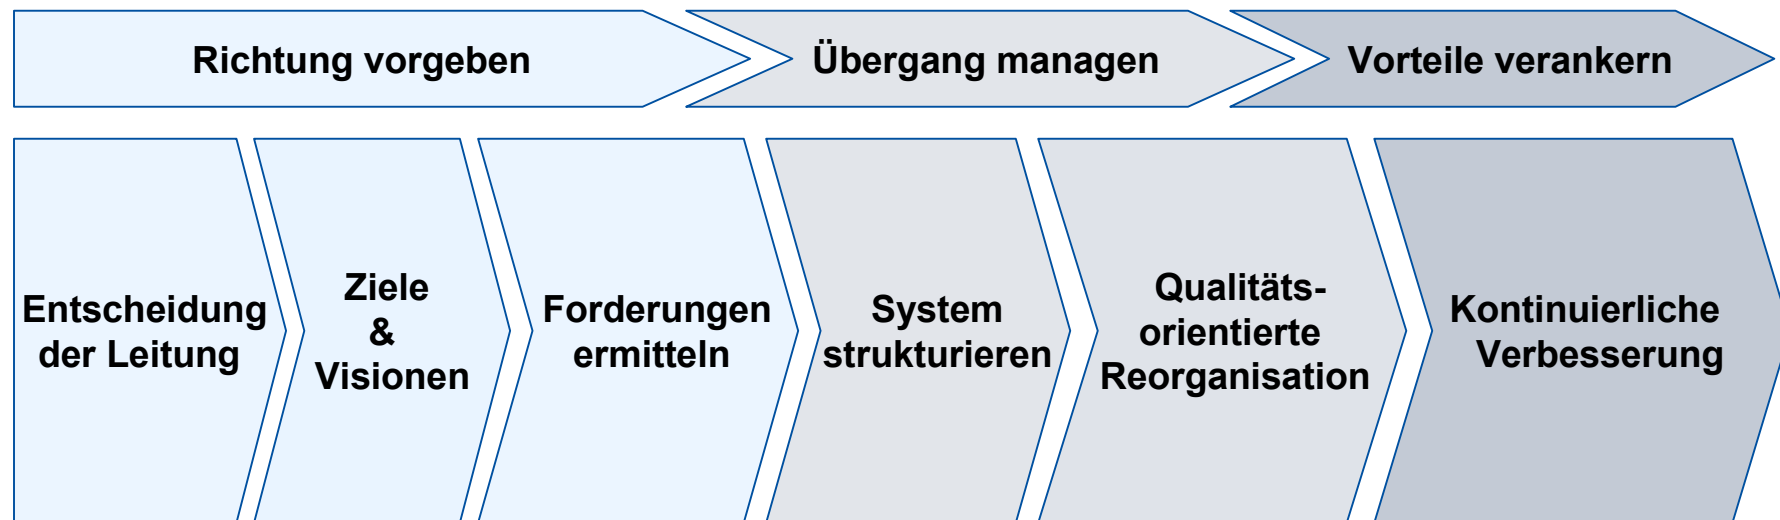 Richtung vorgeben
Übergang managen
Vorteile verankern
Entscheidung
der Leitung
Ziele
&
Visionen
Forderungen
ermitteln
System
strukturieren
Qualitäts-
orientierte
Reorganisation
Kontinuierliche
Verbesserung